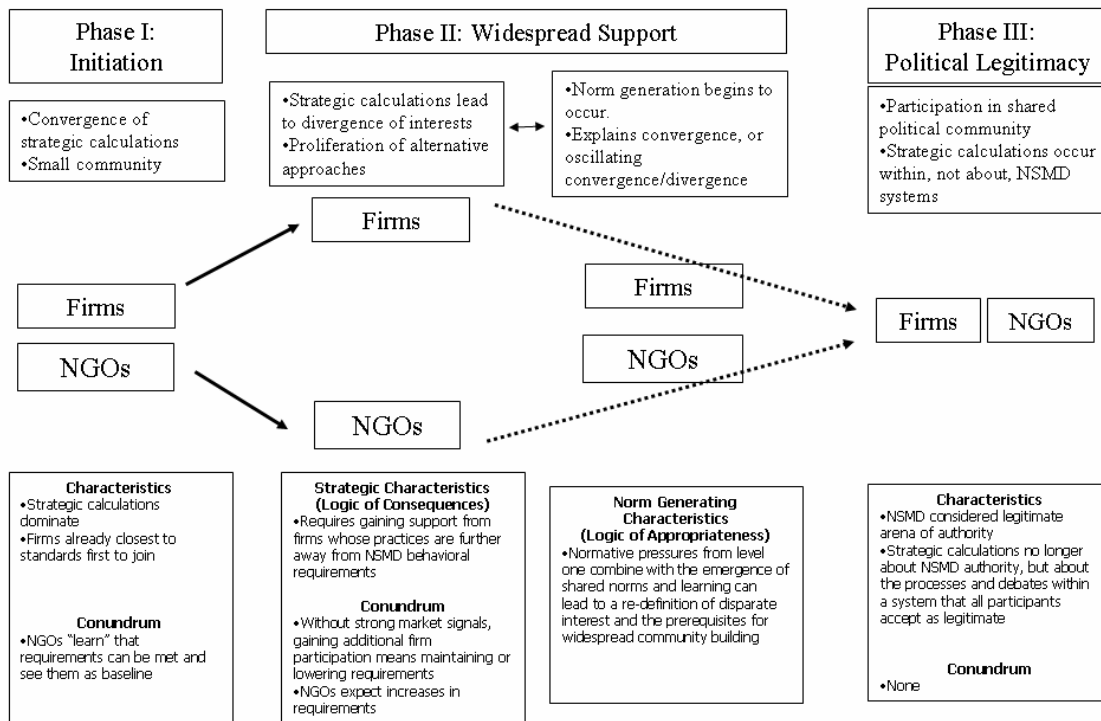 Phase I:
Initiation
Phase II: Widespread Support
Phase III:
Political Legitimacy
•Convergence of
strategic calculations
•Small community
•Strategic calculations lead
to divergence of interests
•Proliferation of alternative
approaches
•Norm generation begins to
occur.
•Explains convergence, or
oscillating
convergence/divergence
•Participation in shared
political community
•Strategic calculations occur
within, not about, NSMD
systems
Firms
Firms
Firms
Firms
NGOs
NGOs
NGOs
NGOs
Characteristics
•Strategic calculations
dominate
•Firms already closest to
standards first to join
Conundrum
•NGOs “learn” that
requirements can be met and
see them as baseline
Strategic Characteristics
(Logic of Consequences)
•Requires gaining support from
firms whose practices are further
away from NSMD behavioral
requirements
Conundrum
•Without strong market signals,
gaining additional firm
participation means maintaining or
lowering requirements
•NGOs expect increases in
requirements
Norm Generating
Characteristics
(Logic of Appropriateness)
•Normative pressures from level
one combine with the emergence of
shared norms and learning can
lead to a re-definition of disparate
interest and the prerequisites for
widespread community building
Characteristics
•NSMD considered legitimate
arena of authority
•Strategic calculations no longer
about NSMD authority, but about
the processes and debates within
a system that all participants
accept as legitimate
Conundrum
•None